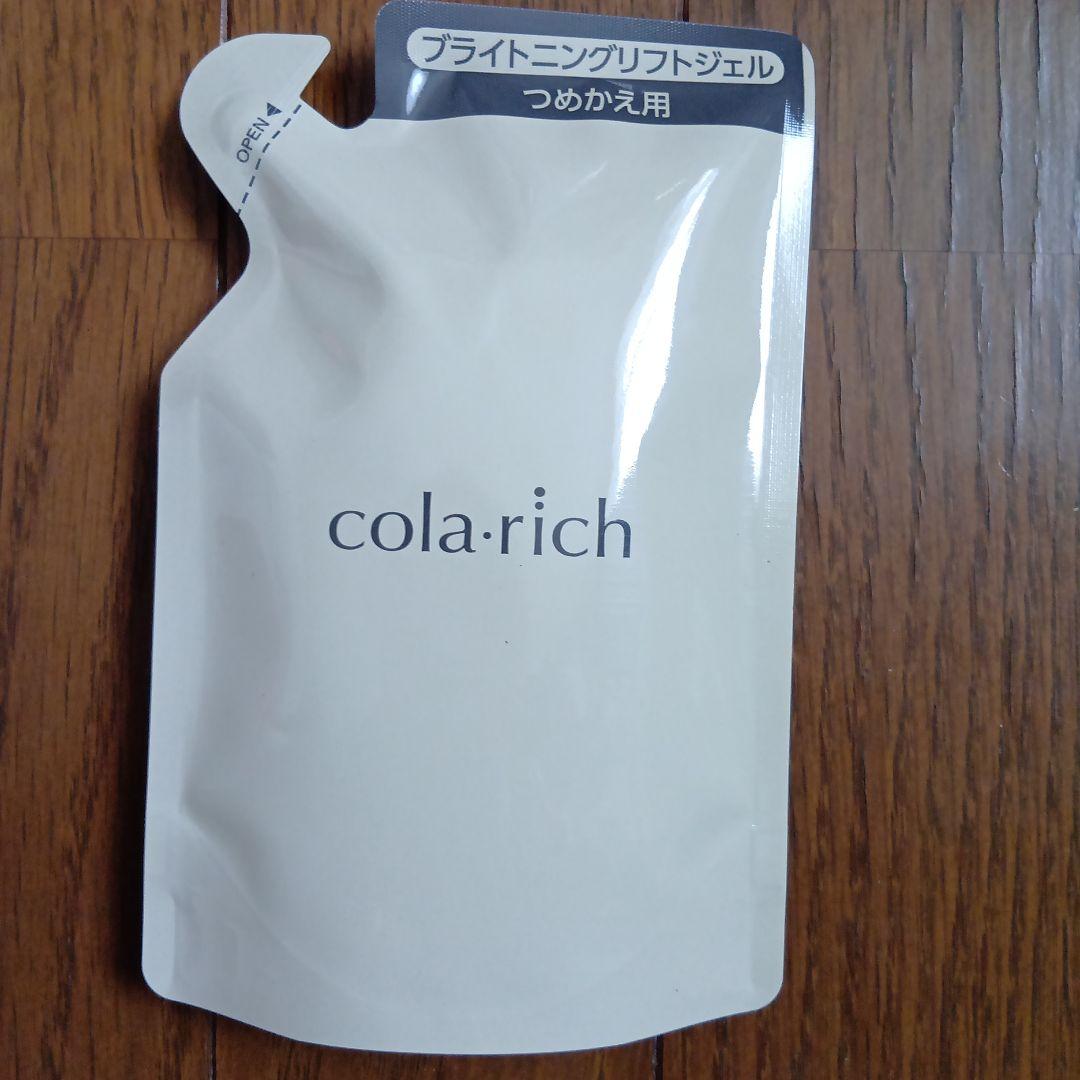 ブライトニングリフトジェル
つめかえ用
OPEN
cola・rich